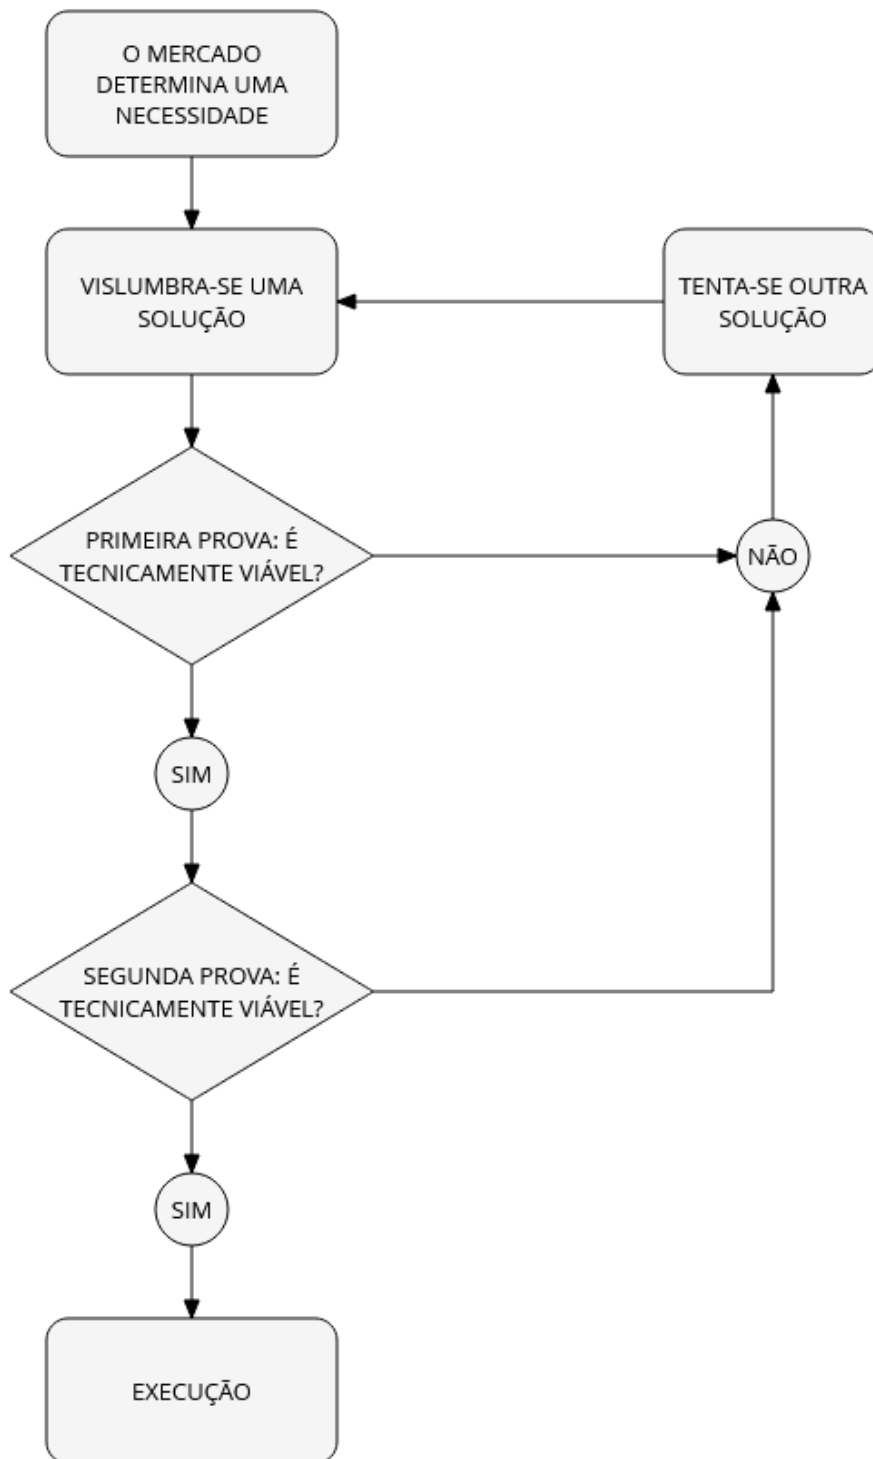 O MERCADO
DETERMINA UMA
NECESSIDADE
VISLUMBRA-SE UMA
SOLUÇÃO
TENTA-SE OUTRA
SOLUÇÃO
PRIMEIRA PROVA: É
TECNICAMENTE VIÁVEL?
NÃO
SIM
SEGUNDA PROVA: É
TECNICAMENTE VIÁVEL?
SIM
EXECUÇÃO